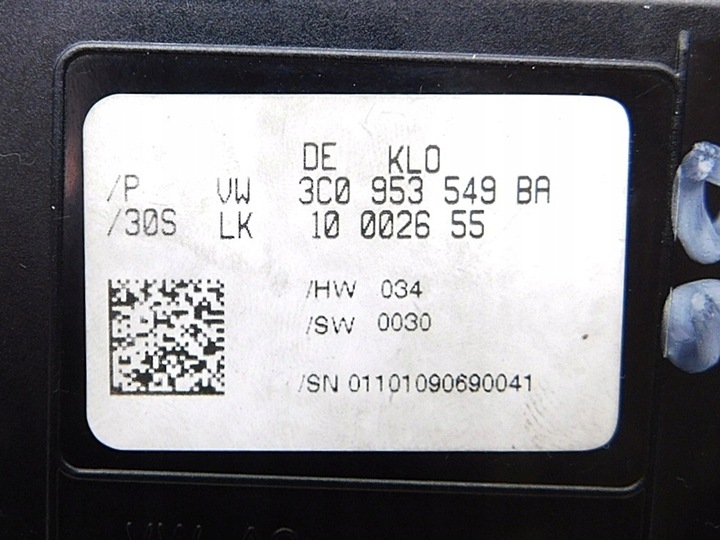 DE KLO
/P VW 3C0 953 549 BA
/30S LK 10 0026 55
/HW 034
/SW 0030
/SN 01101090690041